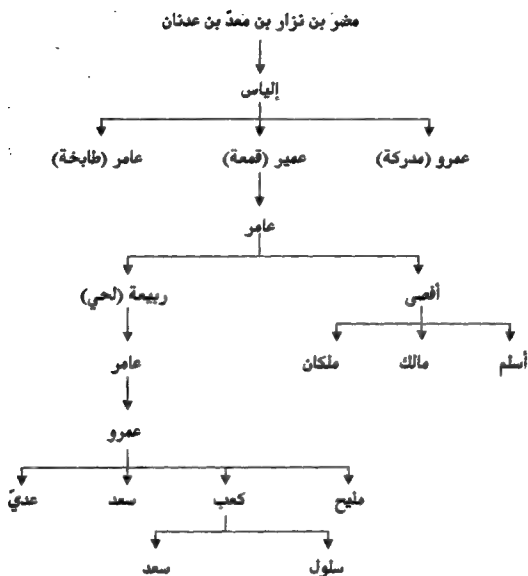 مضر بن نزار بن معدّ بن عدنان
إلياس
عمرو (مدركة) عمير (قمعة) عامر (طابخة)
عامر
أفصى ربيعة (لحي)
أسلم مالك ملكان عامر
عمرو
مليح كعب سعد عديّ
سلول سعد